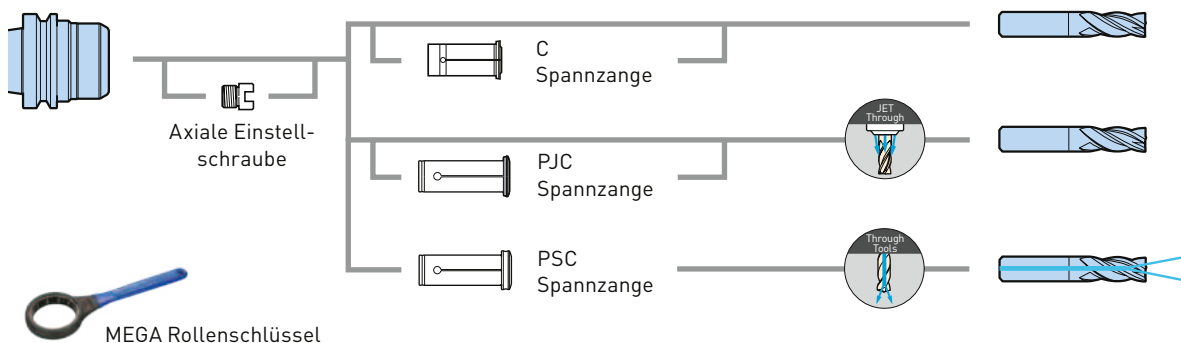 C
Spannzange
Axiale Einstell-
schraube
JET
Through
PJC
Spannzange
Through
Tools
PSC
Spannzange
MEGA Rollenschlüssel